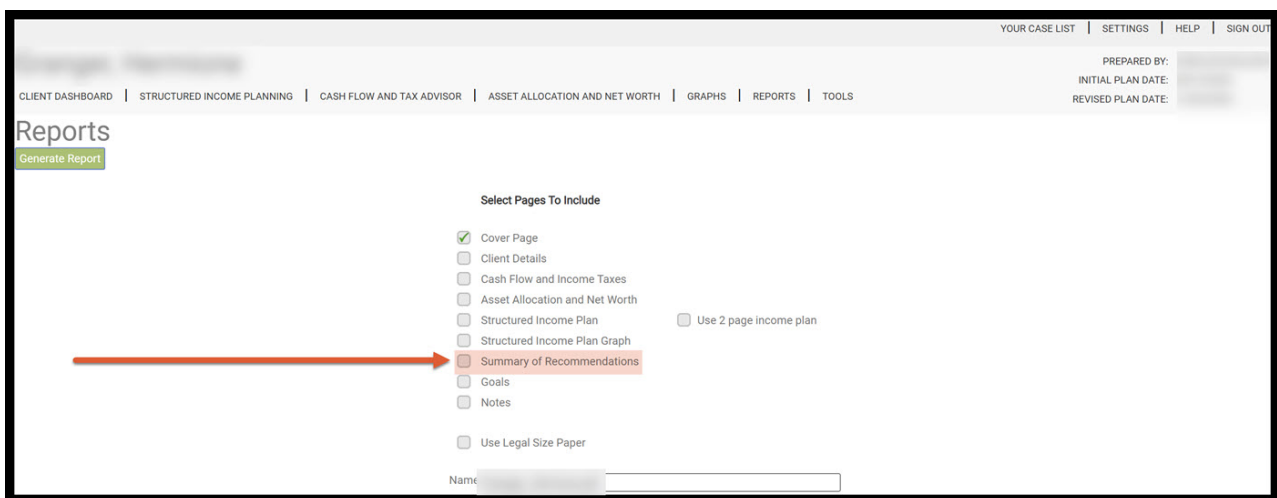 YOUR CASE LIST | SETTINGS | HELP | SIGN OUT
PREPARED BY:
INITIAL PLAN DATE:
CLIENT DASHBOARD | STRUCTURED INCOME PLANNING | CASH FLOW AND TAX ADVISOR | ASSET ALLOCATION AND NET WORTH | GRAPHS | REPORTS | TOOLS
REVISED PLAN DATE:
Reports
Generate Report
Select Pages To Include
Cover Page
Client Details
Cash Flow and Income Taxes
Asset Allocation and Net Worth
Structured Income Plan
Use 2 page income plan
Structured Income Plan Graph
Summary of Recommendations
Goals
Notes
Use Legal Size Paper
Name